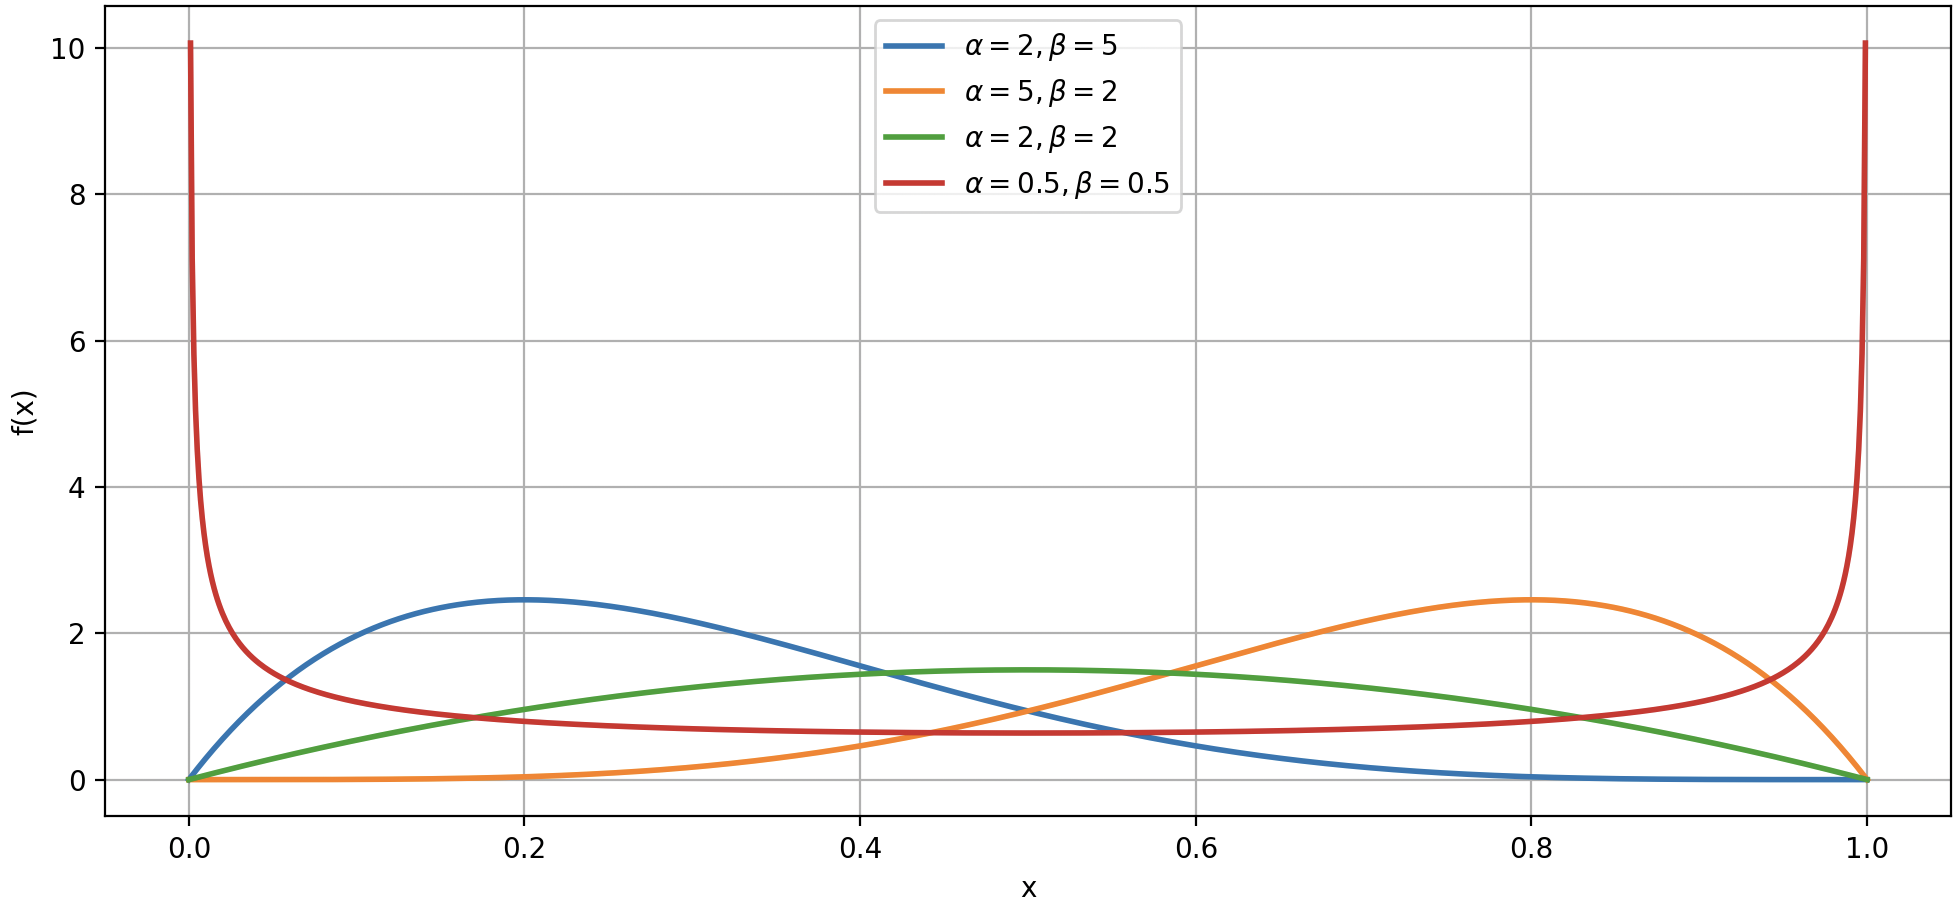 10
8
6
4
2
0
f(x)
α = 2, β = 5
α = 5, β = 2
α = 2, β = 2
α = 0.5, β = 0.5
0.0 0.2 0.4 0.6 0.8 1.0
x